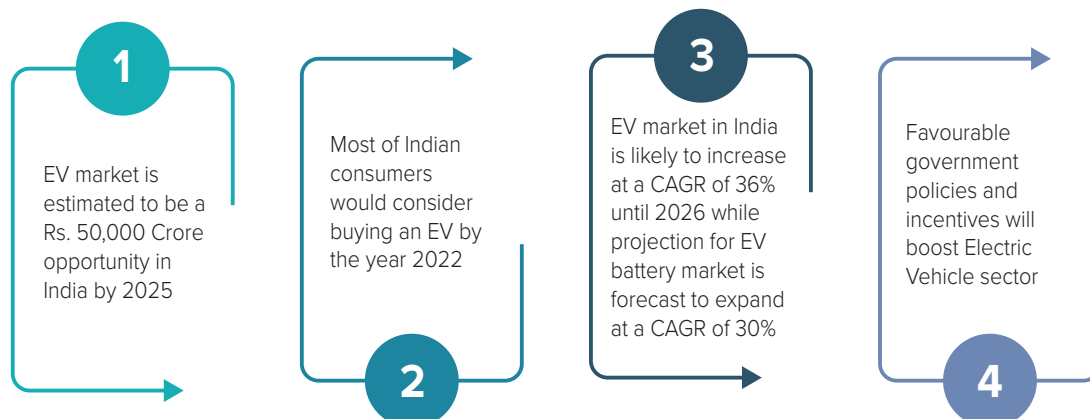 1
EV market is
estimated to be a
Rs. 50,000 Crore
opportunity in
India by 2025
Most of Indian
consumers
would consider
buying an EV by
the year 2022
2
3
EV market in India
is likely to increase
at a CAGR of 36%
until 2026 while
projection for EV
battery market is
forecast to expand
at a CAGR of 30%
Favourable
government
policies and
incentives will
boost Electric
Vehicle sector
4